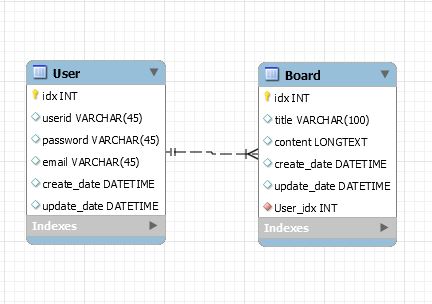 User
idx INT
userid VARCHAR(45)
password VARCHAR(45)
email VARCHAR(45)
create_date DATETIME
update_date DATETIME
Indexes
Board
idx INT
title VARCHAR(100)
content LONGTEXT
create_date DATETIME
update_date DATETIME
User_idx INT
Indexes